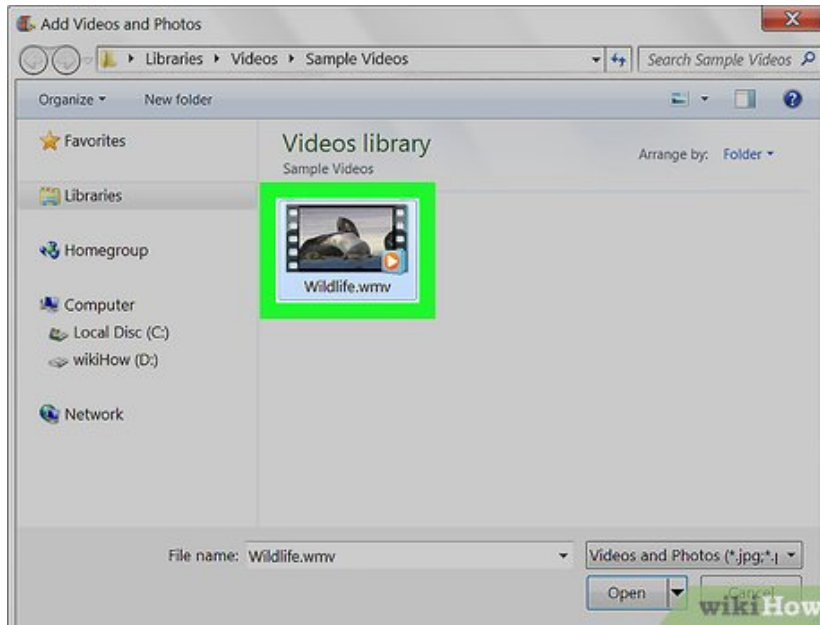 Add Videos and Photos
Libraries Videos Sample Videos
Search Sample Videos
Organize New folder
Favorites
Libraries
Homegroup
Computer
Local Disc (C:)
wikiHow (D:)
Network
Videos library
Sample Videos
Arrange by: Folder
Wildlife.wmv
File name: Wildlife.wmv
Videos and Photos (*.jpg;*.
Open Cancel
wikiHow